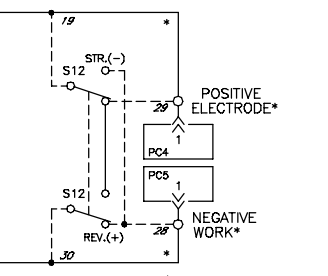 19 *
STR.(-)
S12
29
POSITIVE
ELECTRODE*
1
PC4
PC5
1
S12
NEGATIVE
WORK*
REV.(+)
28
30 *